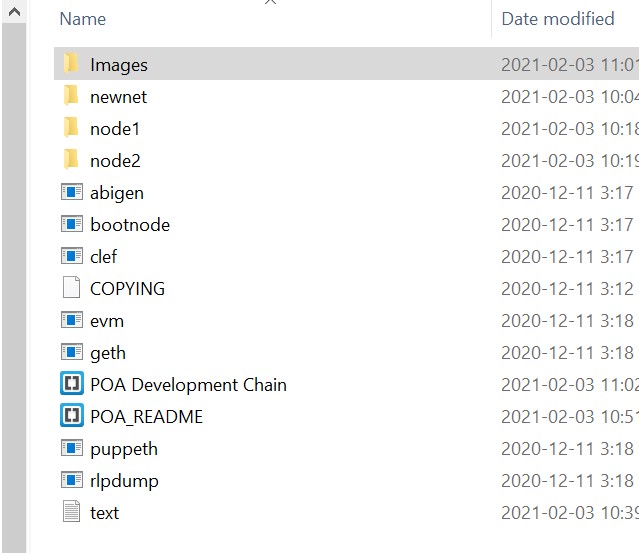 Name Date modified
Images 2021-02-03 11:01
newnet 2021-02-03 10:04
node1 2021-02-03 10:18
node2 2021-02-03 10:19
abigen 2020-12-11 3:17
bootnode 2020-12-11 3:17
clef 2020-12-11 3:17
COPYING 2020-12-11 3:12
evm 2020-12-11 3:18
geth 2020-12-11 3:18
POA Development Chain 2021-02-03 11:02
POA_README 2021-02-03 10:51
puppeth 2020-12-11 3:18
rlpdump 2020-12-11 3:18
text 2021-02-03 10:39